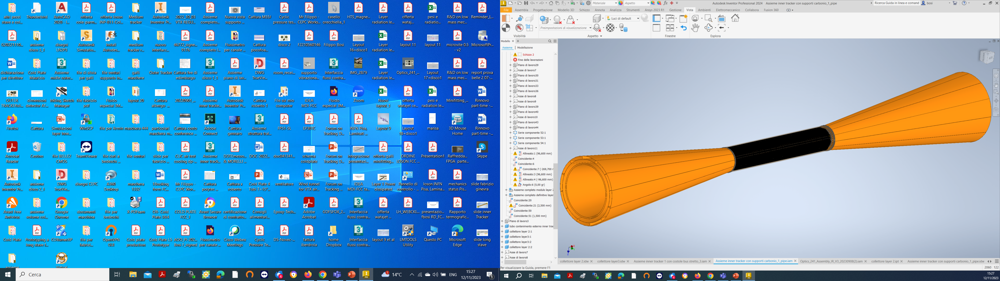 altri pezzi stave e col...
Thunderbird
AutoCAD 2020 - I...
offerta cole-parm...
offerta loson INP-011-Col...
Medium tracker
Autodesk Inventor Pr...
2022_10_03 VTX REGU...
Assieme completo...
Nuova vista supporto ...
Cattura M55J
Cyclic pressure tes...
Mr Filippo - CEPC Works...
casello orecchiella_1
HTS_magne...
Layer radiation le...
offerta wataj...
pesi e radiatio...
R&D on low mass mec...
Reminder_L...
G20221110...
assieme disco 3_1
disegni LN2P3
Autodesk Simulatio...
Install Autodes...
medium tracker r...
nuovo interfacc...
46772_signe... 9176
Assieme completo l...
Flussimetro per canale ...
Cattura pocofoa...
disco 2
F2210560146
Filippo Bosi
Layout 16+disco1
Layer radiation le...
layout 11
layout 11
microvite 0.5 - v2
MicrosoftPr...
dichiarazione per direttore
Cold Plate Maurizio
Assieme midle outer...
file di silvia per galli
file venturi supporto in...
galli maschere
Outer Tracker
Cattura fee di edimburgo
Assieme disco 1_1
Assieme piano di lav...
DWG TrueVie...
room_recei...
supporto vibraziona...
Interfaccia flussi contra...
IMG_2879
Layer radiation le...
Optics_241_...
Layout 17+disco1
R&D on low mass mec...
report prova belle 2 07-...
OUTER TRACKERsli...
dimensioni detector AT...
Inkling Sketch Manager
file fabrizio pdf
Fluido especial 3M...
layout 20
Cattura albergo _...
20220901_...
Assieme inner tracke...
Autodesk Inventor Pr...
Cattura roberto 1
File sul mio computer
IDEA MDI-FCC
Fluido especial 3M...
Zoom
Nuovi layout_1
offerta watajet ce...
pesi e radiation le...
Minifitting_...
Rinnovo part-time -...
Firefox
Cattura
Simulazioni layer Inne...
WinSCP
file per Armin
maschera 444
particolari maschera m...
Cattura costo conference ...
Adobe Connect
Cattura gennaro
Assieme struttura tral...
FP51-SL
EP30TC
Forum on Tracking D...
INFN Pisa, Laminati ...
Layout 9
Layout 18+disco1
marisa
3D Mouse Home
Rinnovo part-time -...
Acrobat Reader
Cestino
file BELLE2 CMOS
TeamViewer
file dati a bedeschi ...
file venturi
slide per fabrizio ...
CLIC air test cooling dp-...
Assieme inner track...
DDTEmesso... & MORELLI ...
DOC-2022...
doc041341...
schema coldplate
Forum on Tracking D...
integrazione presentazi...
offerta galli minifitting...
ORDINE LOSON FCC ...
Présentation1
Raffredda... FPGA parte...
Skype
Autodesk Inventor Pr...
assieme disco 2_1
DWG TrueView...
disegni CEPC
A360 Desktop
maschera 1332
1Booking form FC...
Mr Filippo - CEPC Wor...
Cattura polytec ...
Cattura x roberto
Cold Plate 4 Tubi T=15°...
ventilatore
Wind tunnel for VTX air...
Forum on Tracking ...
IDEA MDI-FCC ta...
Layer 1 Power dissipated
Pannello di controllo - ...
loson INFN Pisa, Lamina...
mechanics status Pis...
slide fabrizio ginevra
Avast Free Antivirus
assieme volume col...
Google Chrome
documenti macchina
file per bedeschi
X-PDFsam
OB- Cold Plate 3&4
COLD PLATE FCC_1
Avast Secure Browser
certificazione di contratto...
Consigli alimentari...
Epoxy-Tech...
Adobe Acrobat
GDFSFOX_2...
Interfaccia flussi contra...
offerta watajet ...
LH_WEBCKI...
presentazio... fbosi RD_FC...
Rapporto termografic...
slide inner Tracker
Cold Plate
Prototyping a long stave f...
CDBurnerXP
file per fabrizi...
OpenVPN GUI
Cold plate production
Cold Plate L5 Prototype
AOO_PI-202... Bosi F_signed
Flussimetro per canale ...
Cisco Webex Meetings
Cyclic Pressure Te...
DS-Novec-...
fattura iberdrola
home Dropbox
Interfaccia flussi contra...
layout 9 et al
LMTOOLS Utility
Questo PC
Microsoft Edge
slide long stave
assieme
Virtual
Cerca
14°C
ENG
15:27
12/11/2023
Materiale
Aspetto
Autodesk Inventor Professional 2024 Assieme inner tracker con supporti carbonio_1_pipe
Ricerca Guida in linea e comand
bosi
File Assembla Progettazione Modello 3D Schizzo Annota Analizza Strumenti Ansys 2023 R1 Gestione Vista Ambienti Elettromeccanico Collabora Fusion 360
Luci di default
Preimpostazioni di visualizzazione
Visibilità
Aspetto
Finestre
Esplora
Modello
Assieme Modellazione
Schizzo 2
Fine delle lavorazioni
Piano di lavoro29
Asse di lavoro7
Piano di lavoro30
Piano di lavoro31
Piano di lavoro33
Piano di lavoro36
Asse di lavoro8
Asse di lavoro9
Piano di lavoro39
Piano di lavoro40
Asse di lavoro10
Piano di lavoro43
Piano di lavoro44
Serie componente 52:1
Serie componente 53:1
Serie componente 54:1
Asse di lavoro11
Allineato:1 (96,600 mm)
Coincidente:4
Coincidente:6
Coincidente:7 (-269,700 r
Allineato:3 (96,600 mm)
Allineato:4 (-96,600 mm)
Angolo:6 (0,00 gr)
Assieme completo modulo layer 2
Assieme completo definitivo layer
Coincidente:20
Coincidente:21 (2,500 mm)
Coincidente:50
Coincidente:51 (1,500 mm)
Piano di lavoro3
tubo contenimento esterno inner trac
collettore layer 2:1
collettore layer3:1
collettore layer3:2
collettore layer 2:2
Asse di lavoro7
Asse di lavoro8
collettore layer 2.idw
collettore layer3.idw
Assieme inner tracker 1 con costole bus stretto_3.iam
Assieme inner tracker con supporti carbonio_1_pipe.iam
Optics_241_Assembly_IR_V3_20230908(2).iam
collettore layer 2.ipt
Assieme inner tracker con supporti carbonio_1_pipe.idw
Per visualizzare la Guida, premere F1
2060 122
15:27
12/11/2023